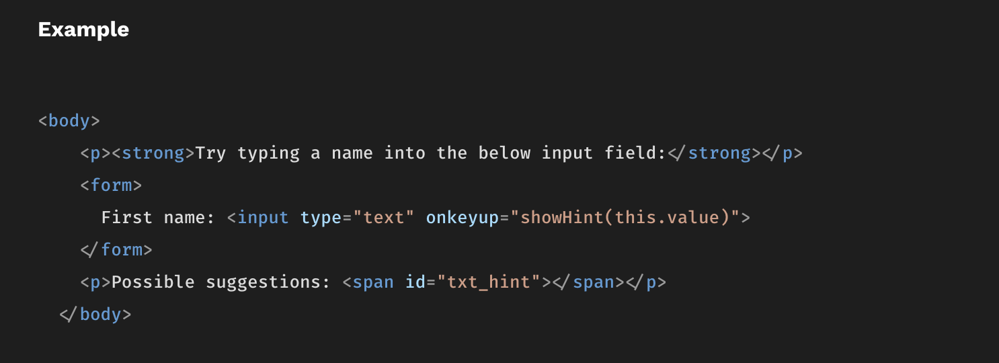 Example
<body>
<p><strong>Try typing a name into the below input field:</strong></p>
<form>
First name: <input type="text" onkeyup="showHint(this.value)">
</form>
<p>Possible suggestions: <span id="txt_hint"></span></p>
</body>